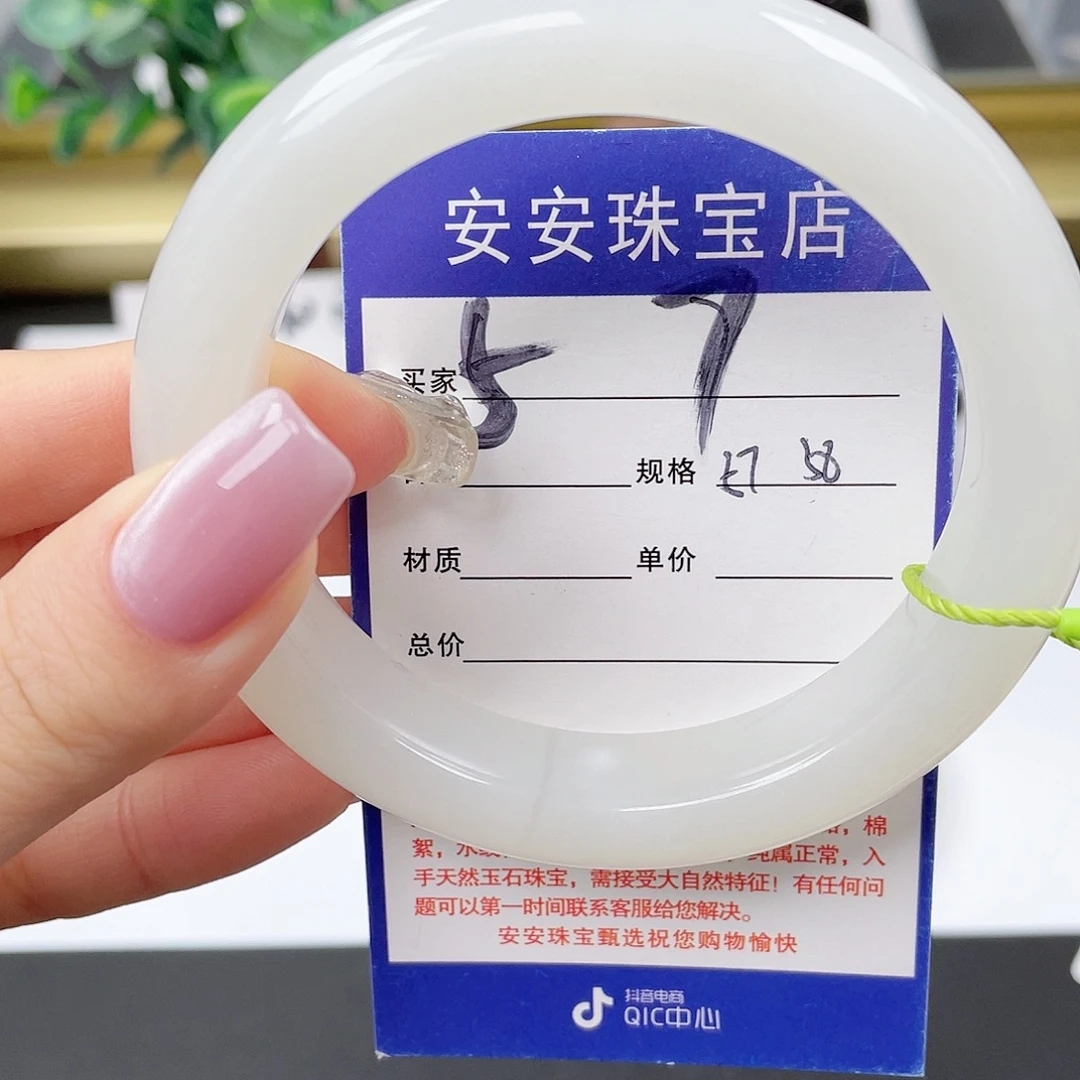 安安珠宝店
5 7
买家
规格 58
材质 单价
总价
棉
絮，水 纯属正常，入
手天然玉石珠宝，需接受大自然特征！有任何问
题可以第一时间联系客服给您解决。
安安珠宝甄选祝您购物愉快
抖音电商
QIC中心